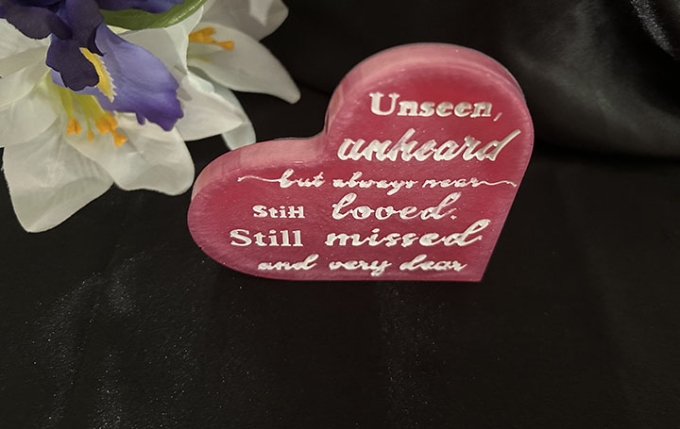 Unseen,
unheard
but always near
Still loved.
Still missed
and very dear